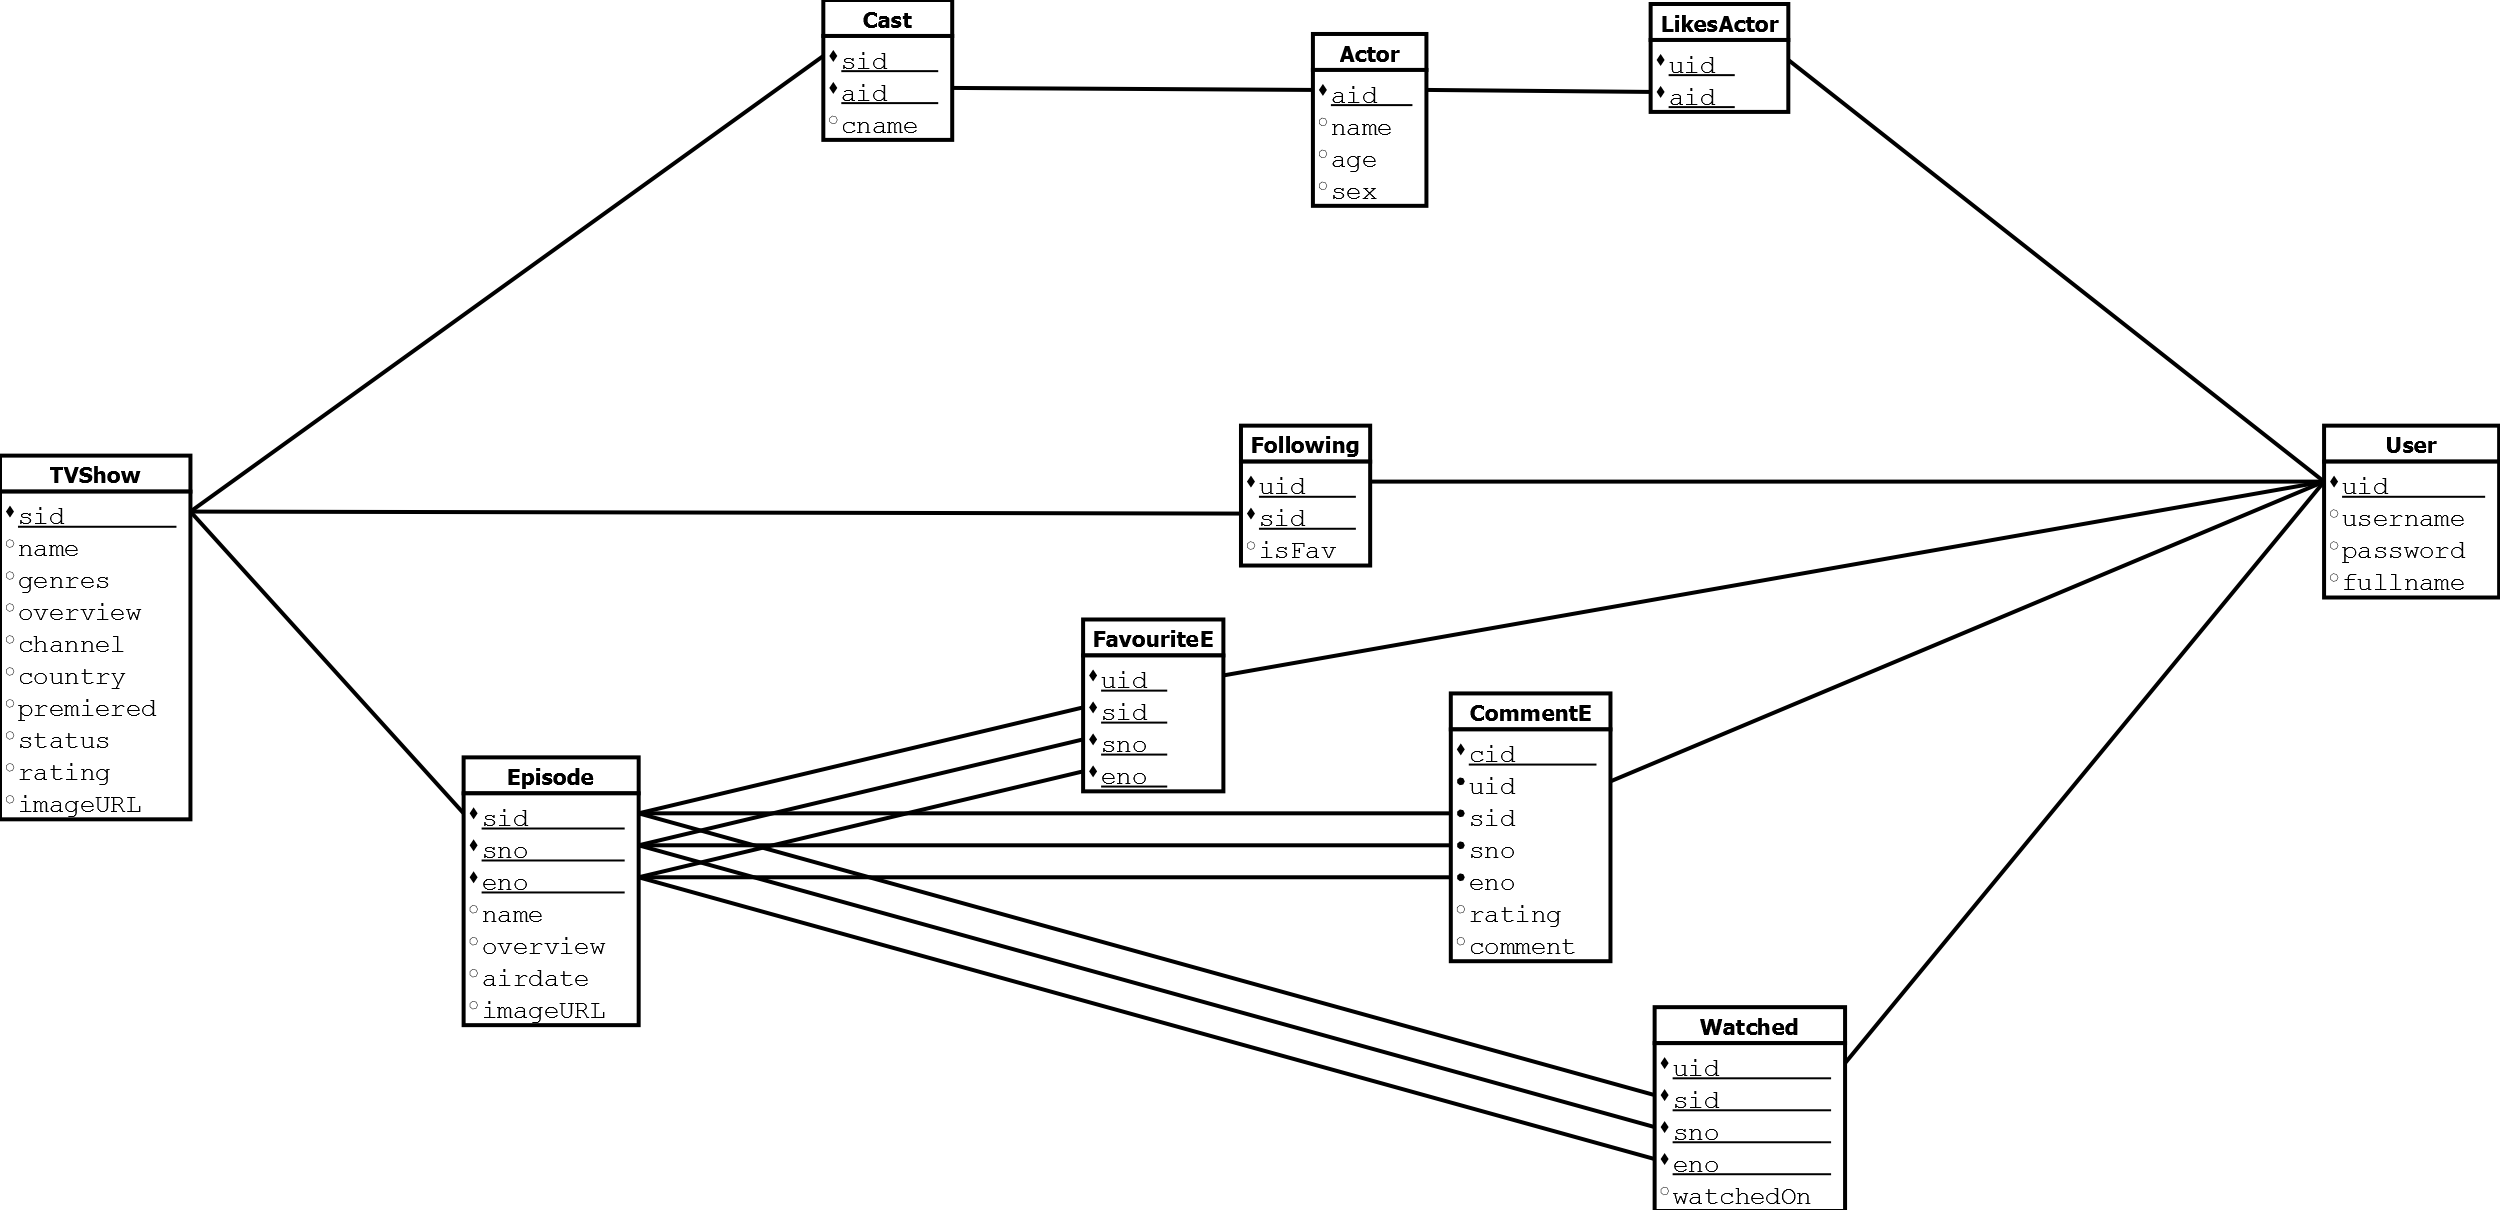 Cast
sid
aid
cname
Actor
aid
name
age
sex
LikesActor
uid
aid
TVShow
sid
name
genres
overview
channel
country
premiered
status
rating
imageURL
Following
uid
sid
isFav
User
uid
username
password
fullname
FavouriteE
uid
sid
sno
eno
Episode
sid
sno
eno
name
overview
airdate
imageURL
CommentE
cid
uid
sid
sno
eno
rating
comment
Watched
uid
sid
sno
eno
watchedOn